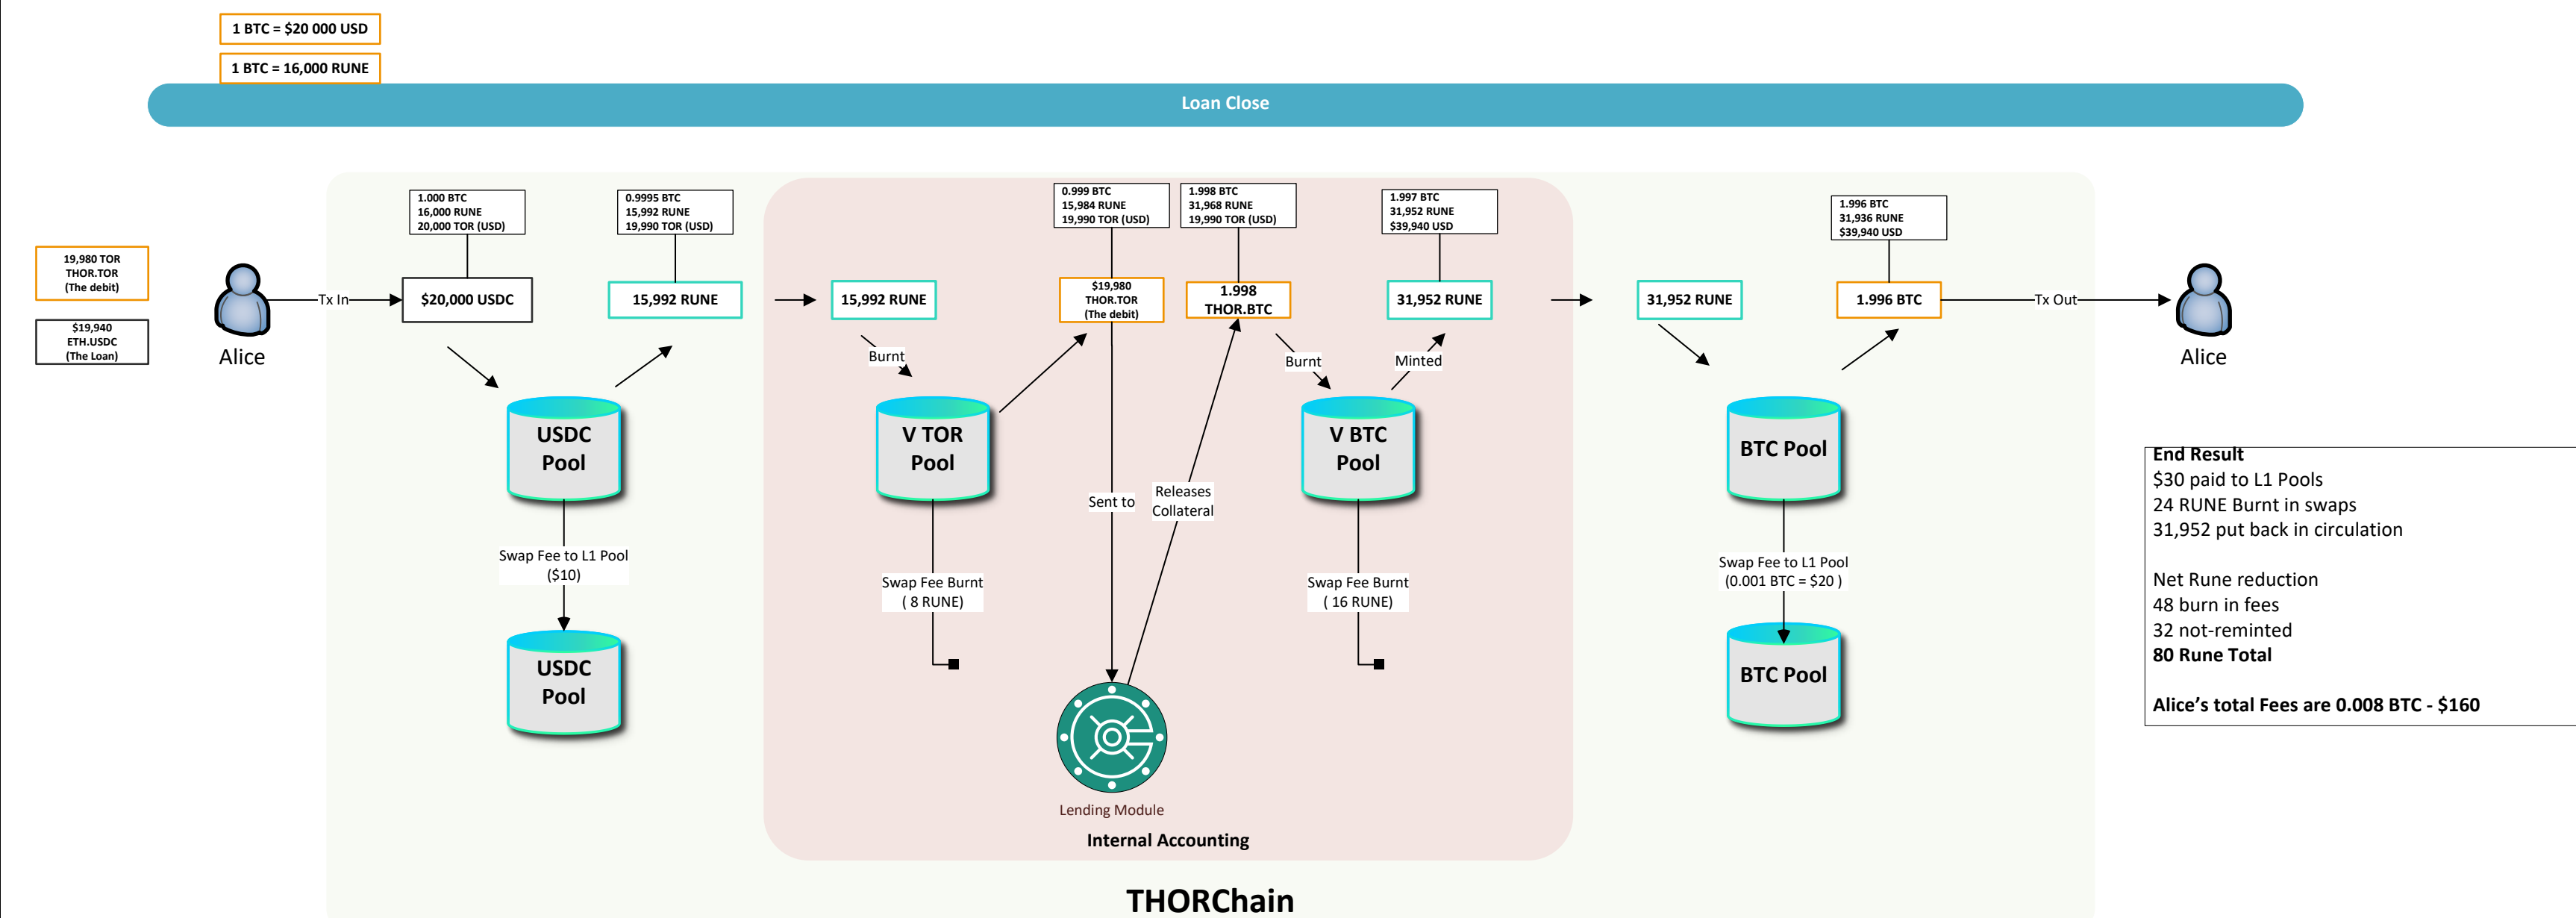 1 BTC = $20 000 USD
1 BTC = 16,000 RUNE
Loan Close
19,980 TOR
THOR.TOR
(The debit)
$19,940
ETH.USDC
(The Loan)
Alice
Tx In
1.000 BTC
16,000 RUNE
20,000 TOR (USD)
$20,000 USDC
0.9995 BTC
15,992 RUNE
19,990 TOR (USD)
15,992 RUNE
USDC
Pool
Swap Fee to L1 Pool
($10)
USDC
Pool
15,992 RUNE
Burnt
V TOR
Pool
Swap Fee Burnt
( 8 RUNE)
0.999 BTC
15,984 RUNE
19,990 TOR (USD)
$19,980
THOR.TOR
(The debit)
Sent to
Lending Module
Releases
Collateral
1.998 BTC
31,968 RUNE
19,990 TOR (USD)
1.998
THOR.BTC
Burnt
V BTC
Pool
Swap Fee Burnt
( 16 RUNE)
Minted
1.997 BTC
31,952 RUNE
$39,940 USD
31,952 RUNE
Internal Accounting
31,952 RUNE
BTC Pool
Swap Fee to L1 Pool
(0.001 BTC = $20 )
BTC Pool
1.996 BTC
31,936 RUNE
$39,940 USD
1.996 BTC
Tx Out
Alice
End Result
$30 paid to L1 Pools
24 RUNE Burnt in swaps
31,952 put back in circulation
Net Rune reduction
48 burn in fees
32 not-reminted
80 Rune Total
Alice’s total Fees are 0.008 BTC - $160
THORChain